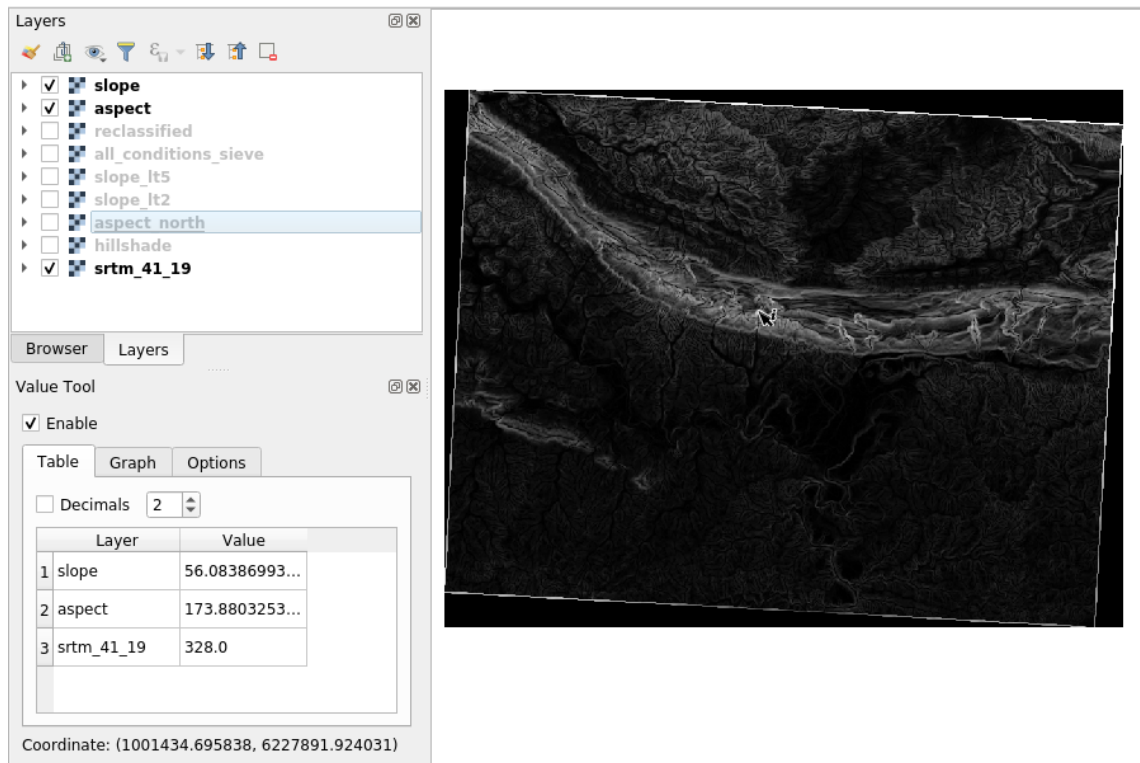 Layers
slope
aspect
reclassified
all_conditions_sieve
slope_lt5
slope_lt2
aspect_north
hillshade
srtm_41_19
Browser Layers
Value Tool
Enable
Table Graph Options
Decimals 2
Layer Value
1 slope 56.08386993...
2 aspect 173.8803253...
3 srtm_41_19 328.0
Coordinate: (1001434.695838, 6227891.924031)